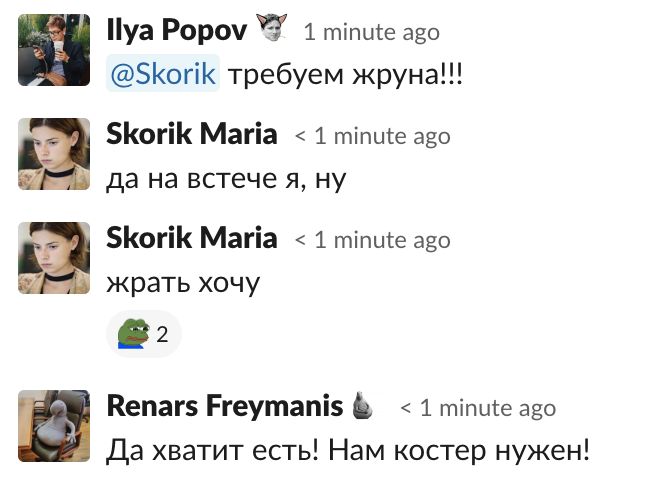 Ilya Popov 1 minute ago
@Skorik требуем жруна!!!
Skorik Maria < 1 minute ago
да на встече я, ну
Skorik Maria < 1 minute ago
жрать хочу
2
Renars Freymanis < 1 minute ago
Да хватит есть! Нам костер нужен!